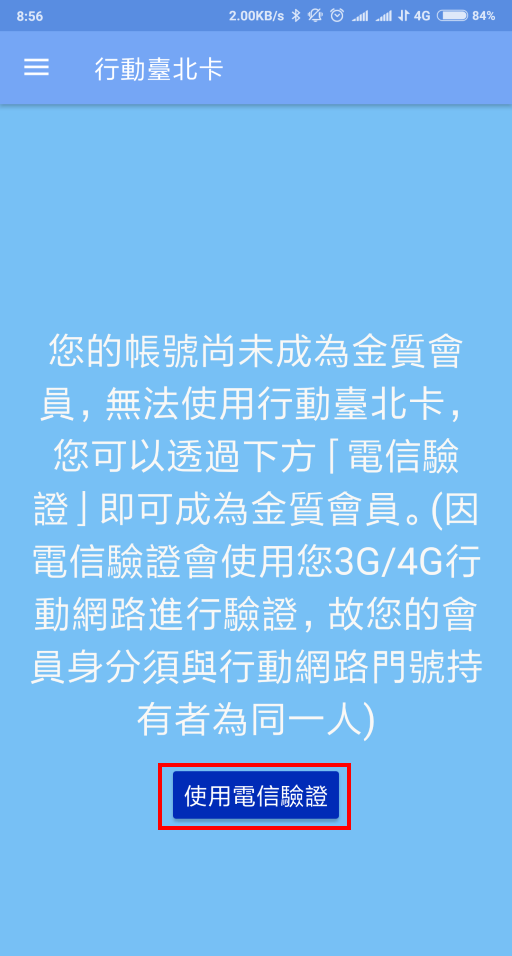 8:56 2.00KB/s 4G 84%
行動臺北卡
您的帳號尚未成為金質會
員，無法使用行動臺北卡，
您可以透過下方「電信驗
證」即可成為金質會員。(因
電信驗證會使用您3G/4G行
動網路進行驗證，故您的會
員身分須與行動網路門號持
有者為同一人)
使用電信驗證